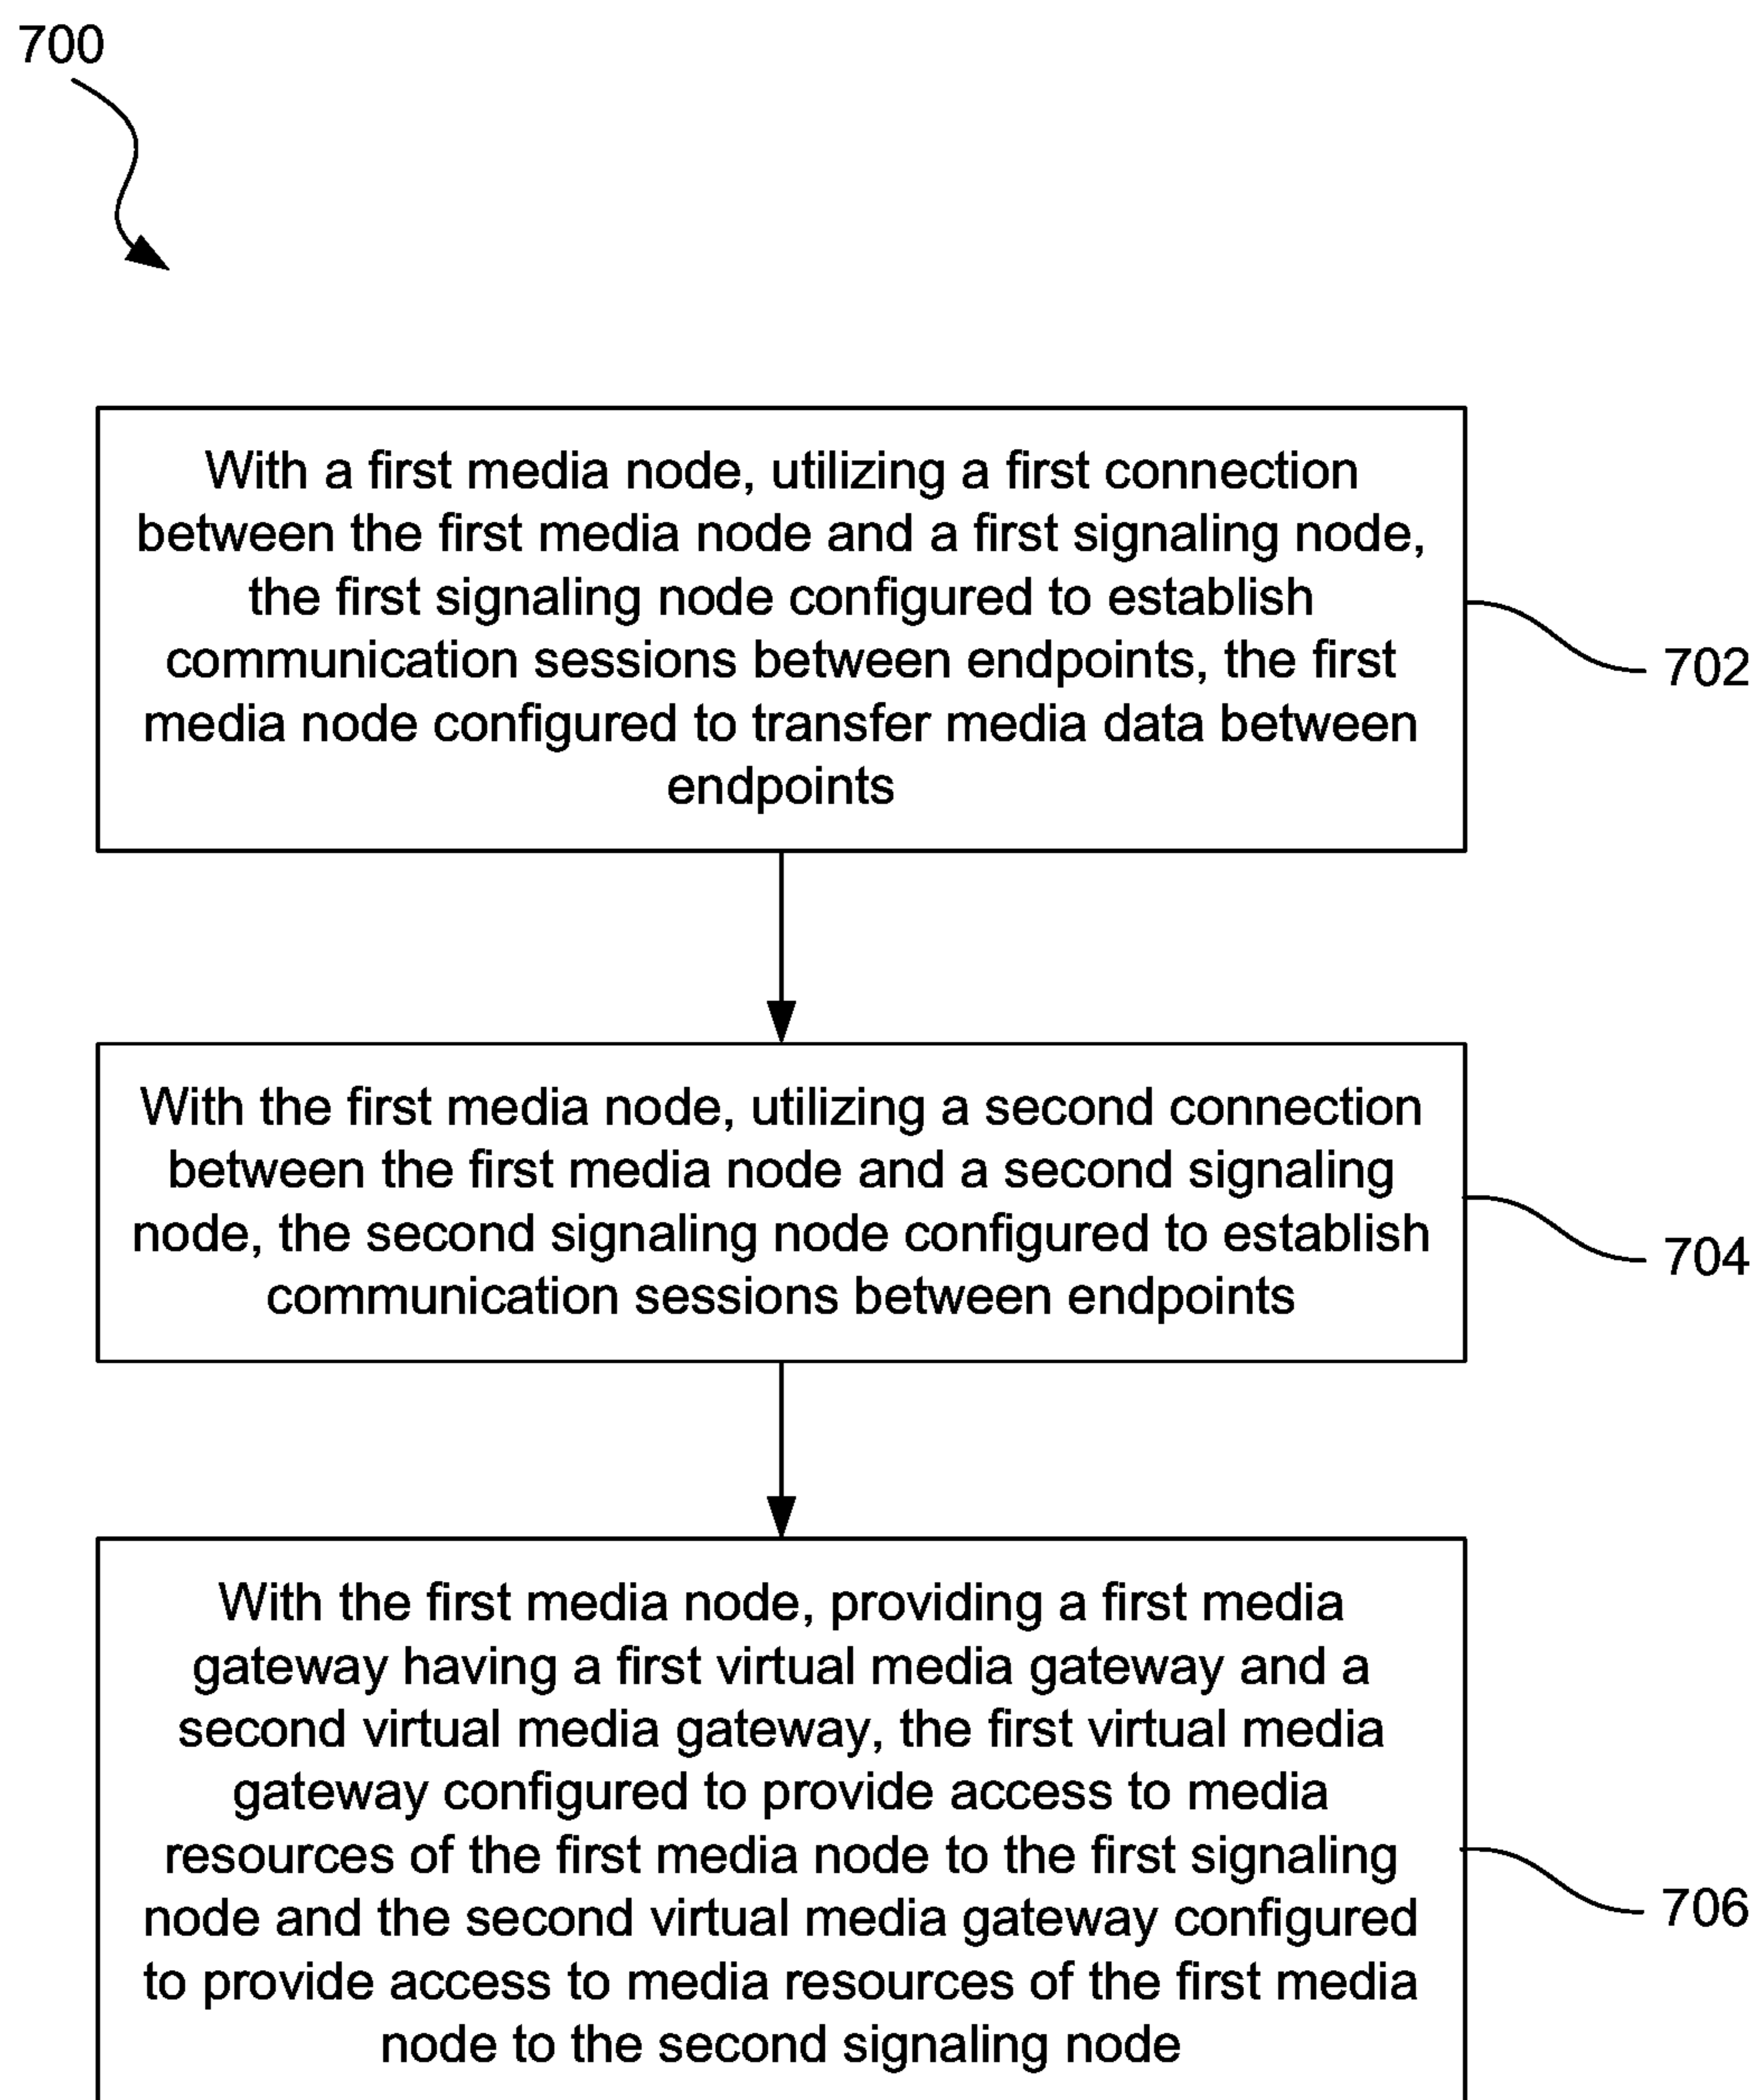 700
With a first media node, utilizing a first connection
between the first media node and a first signaling node,
the first signaling node configured to establish
communication sessions between endpoints, the first
media node configured to transfer media data between
endpoints
702
With the first media node, utilizing a second connection
between the first media node and a second signaling
node, the second signaling node configured to establish
communication sessions between endpoints
704
With the first media node, providing a first media
gateway having a first virtual media gateway and a
second virtual media gateway, the first virtual media
gateway configured to provide access to media
resources of the first media node to the first signaling
node and the second virtual media gateway configured
to provide access to media resources of the first media
node to the second signaling node
706